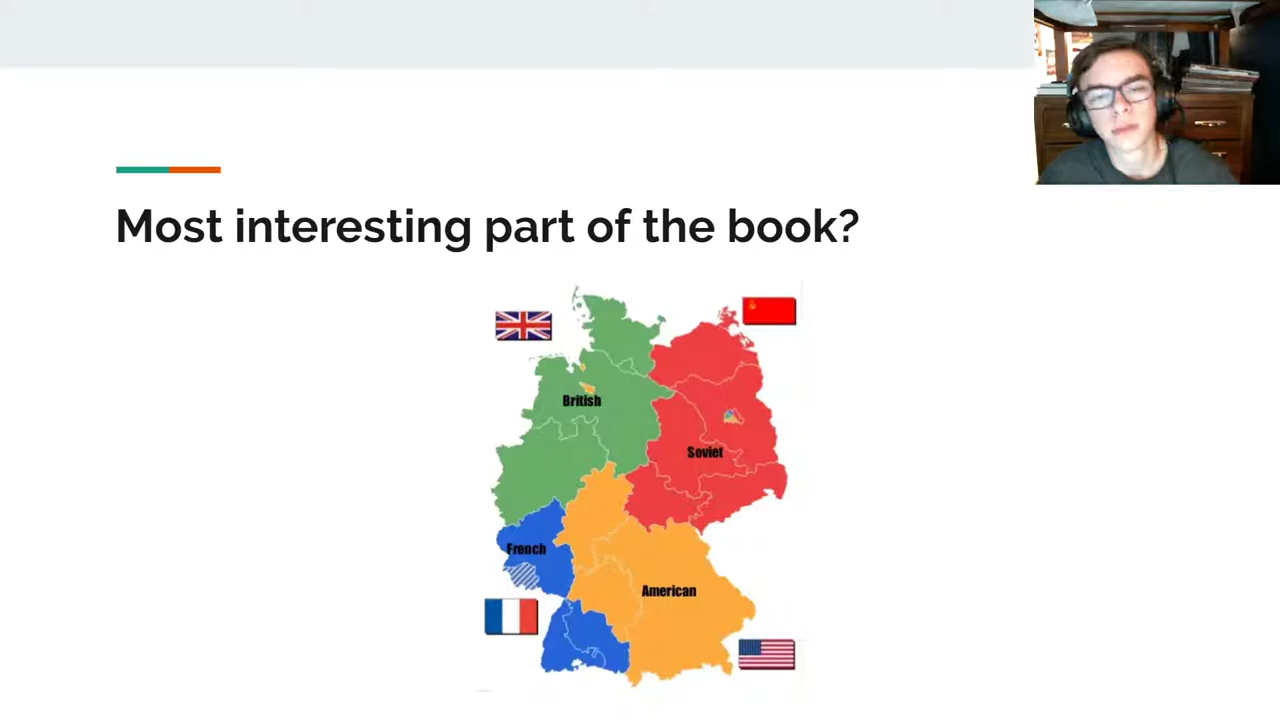 Most interesting part of the book?
British
Soviet
French
American